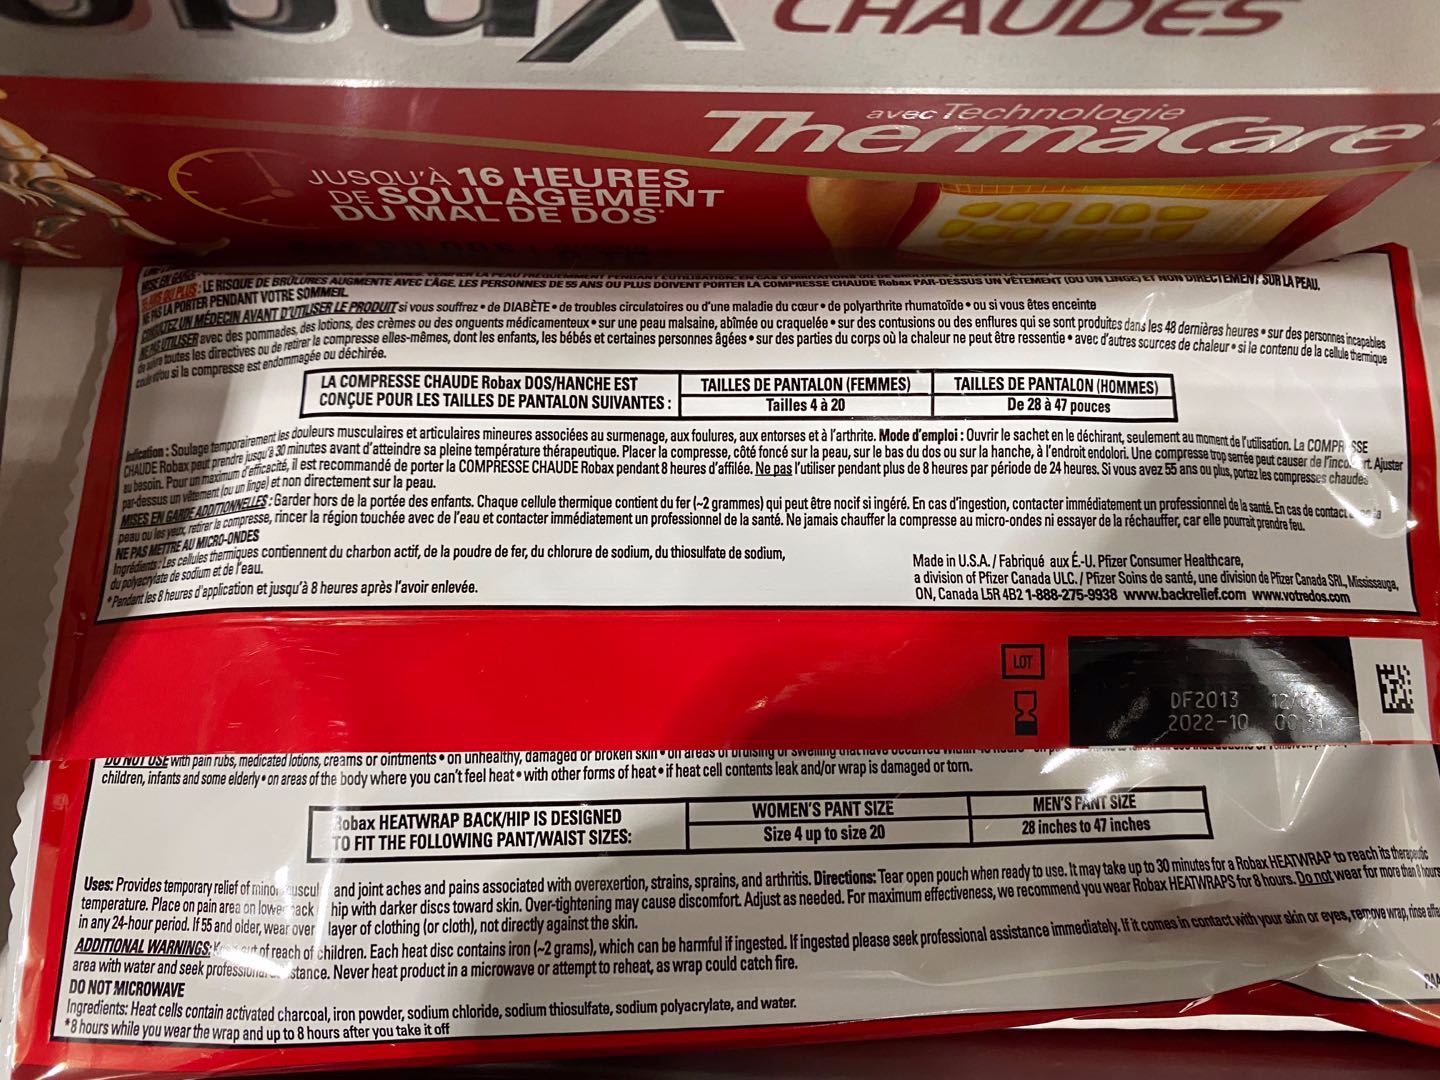 CHAUDES
avec Technologie
ThermaCare
JUSQU'À 16 HEURES
DE SOULAGEMENT
DU MAL DE DOS*
: LE RISQUE DE BRÛLURES AUGMENTE AVEC L'ÂGE. LES PERSONNES DE 55 ANS OU PLUS DOIVENT PORTER LA COMPRESSE CHAUDE Robax PAR-DESSUS UN VÊTEMENT (OU UN LINGE) ET NON DIRECTEMENT SUR LA PEAU.
NE PAS LA PORTER PENDANT VOTRE SOMMEIL
CONSULTEZ UN MÉDECIN AVANT D'UTILISER LE PRODUIT si vous souffrez • de DIABÈTE • de troubles circulatoires ou d'une maladie du cœur • de polyarthrite rhumatoïde • ou si vous êtes enceinte
NE PAS UTILISER avec des pommades, des lotions, des crèmes ou des onguents médicamenteux • sur une peau malsaine, abîmée ou craquelée • sur des contusions ou des enflures qui se sont produites dans les 48 dernières heures • sur des personnes incapables
de suivre toutes les directives ou de retirer la compresse elles-mêmes, dont les enfants, les bébés et certaines personnes âgées • sur des parties du corps où la chaleur ne peut être ressentie • avec d'autres sources de chaleur • si le contenu de la cellule thermique
coule et/ou si la compresse est endommagée ou déchirée.
LA COMPRESSE CHAUDE Robax DOS/HANCHE EST
CONÇUE POUR LES TAILLES DE PANTALON SUIVANTES :
TAILLES DE PANTALON (FEMMES)
Tailles 4 à 20
TAILLES DE PANTALON (HOMMES)
De 28 à 47 pouces
Indication : Soulage temporairement les douleurs musculaires et articulaires mineures associées au surmenage, aux foulures, aux entorses et à l'arthrite. Mode d'emploi : Ouvrir le sachet en le déchirant, seulement au moment de l'utilisation. La COMPRESSE
CHAUDE Robax peut prendre jusqu'à 30 minutes avant d'atteindre sa pleine température thérapeutique. Placer la compresse, côté foncé sur la peau, sur le bas du dos ou sur la hanche, à l'endroit endolori. Une compresse trop serrée peut causer de l'inconfort. Ajuster
au besoin. Pour un maximum d'efficacité, il est recommandé de porter la COMPRESSE CHAUDE Robax pendant 8 heures d'affilée. Ne pas l'utiliser pendant plus de 8 heures par période de 24 heures. Si vous avez 55 ans ou plus, portez les compresses chaudes
par-dessus un vêtement (ou un linge) et non directement sur la peau.
MISES EN GARDE ADDITIONNELLES : Garder hors de la portée des enfants. Chaque cellule thermique contient du fer (~2 grammes) qui peut être nocif si ingéré. En cas d'ingestion, contacter immédiatement un professionnel de la santé. En cas de contact la
peau ou les yeux, retirer la compresse, rincer la région touchée avec de l'eau et contacter immédiatement un professionnel de la santé. Ne jamais chauffer la compresse au micro-ondes ni essayer de la réchauffer, car elle pourrait prendre feu.
NE PAS METTRE AU MICRO-ONDES
Ingrédients : Les cellules thermiques contiennent du charbon actif, de la poudre de fer, du chlorure de sodium, du thiosulfate de sodium,
du polyacrylate de sodium et de l'eau.
*Pendant les 8 heures d'application et jusqu'à 8 heures après l'avoir enlevée.
Made in U.S.A. / Fabriqué aux É.-U. Pfizer Consumer Healthcare,
a division of Pfizer Canada ULC. / Pfizer Soins de santé, une division de Pfizer Canada SRI, Mississauga,
ON, Canada L5R 4B2 1-888-275-9938 www.backrelief.com www.votredos.com
LOT
DF2013
2022-10
DO NOT USE with pain rubs, medicated lotions, creams or ointments • on unhealthy, damaged or broken skin • on areas of bruising or swelling that have occurred within 48 hours
children, infants and some elderly • on areas of the body where you can't feel heat • with other forms of heat • if heat cell contents leak and/or wrap is damaged or torn.
Robax HEATWRAP BACK/HIP IS DESIGNED
TO FIT THE FOLLOWING PANT/WAIST SIZES:
WOMEN'S PANT SIZE
Size 4 up to size 20
MEN'S PANT SIZE
28 inches to 47 inches
Uses: Provides temporary relief of minor muscular and joint aches and pains associated with overexertion, strains, sprains, and arthritis. Directions: Tear open pouch when ready to use. It may take up to 30 minutes for a Robax HEATWRAP to reach its therapeutic
temperature. Place on pain area on lower back hip with darker discs toward skin. Over-tightening may cause discomfort. Adjust as needed. For maximum effectiveness, we recommend you wear Robax HEATWRAPS for 8 hours. Do not wear for more than 8 hours
in any 24-hour period. If 55 and older, wear over layer of clothing (or cloth), not directly against the skin.
ADDITIONAL WARNINGS: Keep out of reach of children. Each heat disc contains iron (~2 grams), which can be harmful if ingested. If ingested please seek professional assistance immediately. If it comes in contact with your skin or eyes, remove wrap, rinse
area with water and seek professional assistance. Never heat product in a microwave or attempt to reheat, as wrap could catch fire.
DO NOT MICROWAVE
Ingredients: Heat cells contain activated charcoal, iron powder, sodium chloride, sodium thiosulfate, sodium polyacrylate, and water.
*8 hours while you wear the wrap and up to 8 hours after you take it off